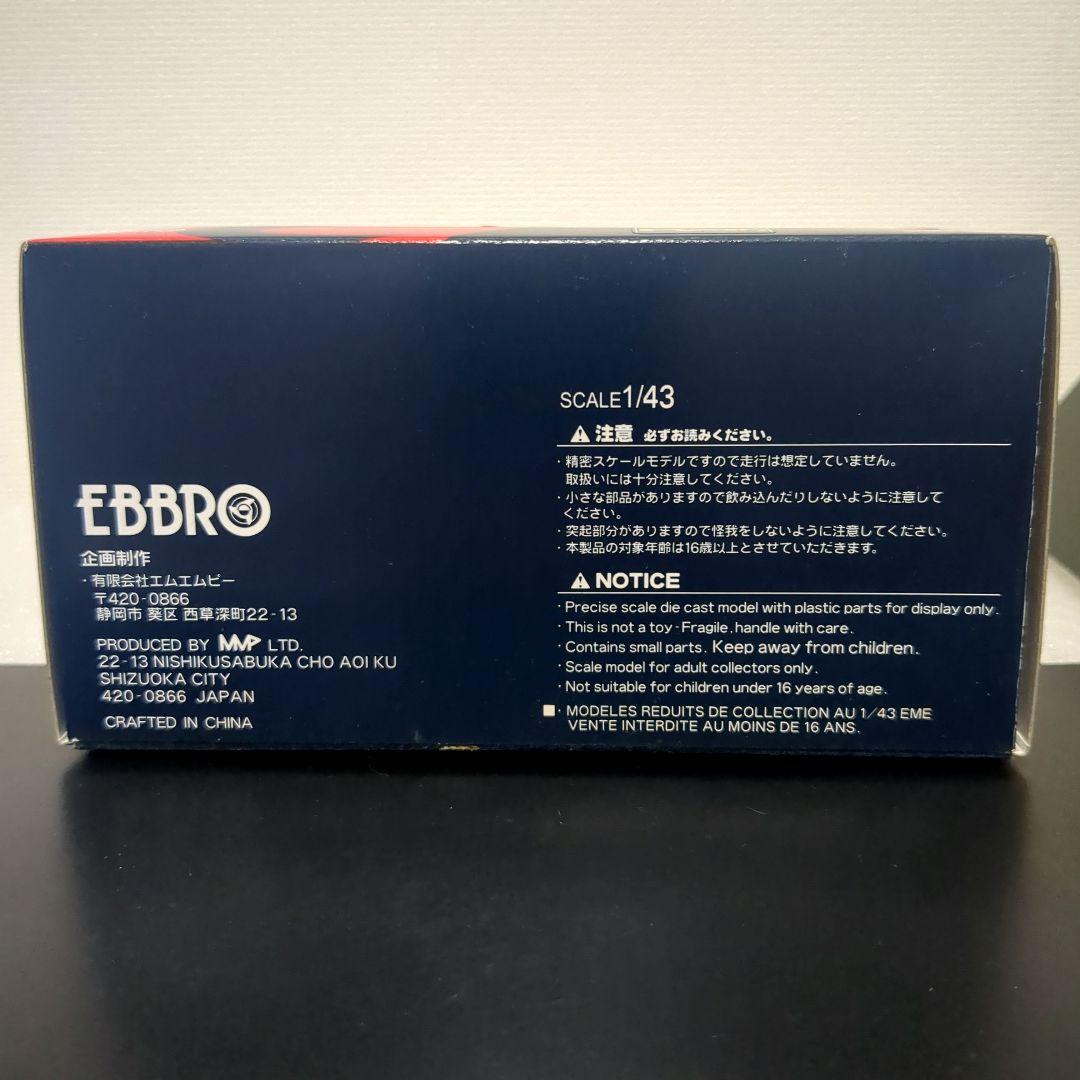 EBBRO
企画制作
・有限会社エムエムピー
〒420-0866
静岡市 葵区 西草深町22-13
PRODUCED BY MMP LTD.
22-13 NISHIKUSABUKA CHO AOI KU
SHIZUOKA CITY
420-0866 JAPAN
CRAFTED IN CHINA
SCALE1/43
⚠ 注意 必ずお読みください。
・精密スケールモデルですので走行は想定していません。
取扱いには十分注意してください。
・小さな部品がありますので飲み込んだりしないように注意して
ください。
・突起部分がありますので怪我をしないように注意してください。
・本製品の対象年齢は16歳以上とさせていただきます。
⚠ NOTICE
・Precise scale die cast model with plastic parts for display only.
・This is not a toy - Fragile, handle with care.
・Contains small parts. Keep away from children.
・Scale model for adult collectors only.
・Not suitable for children under 16 years of age.
■・MODELES REDUITS DE COLLECTION AU 1/43 EME
VENTE INTERDITE AU MOINS DE 16 ANS.